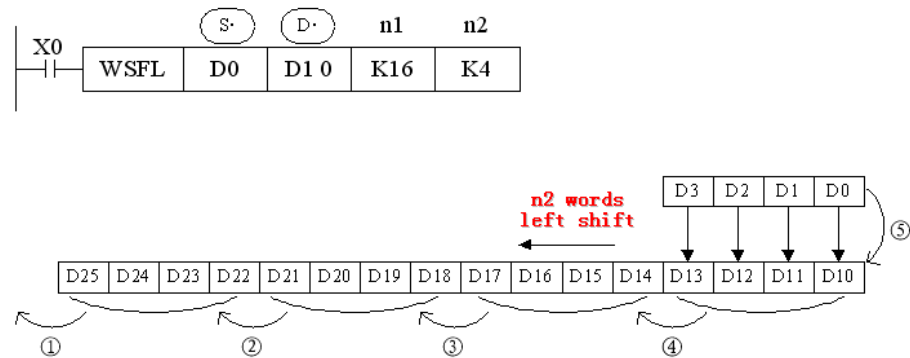 S· D· n1 n2
X0
WSFL D0 D1 0 K16 K4
D3 D2 D1 D0
n2 words
left shift
⑤
D25 D24 D23 D22 D21 D20 D19 D18 D17 D16 D15 D14 D13 D12 D11 D10
① ② ③ ④